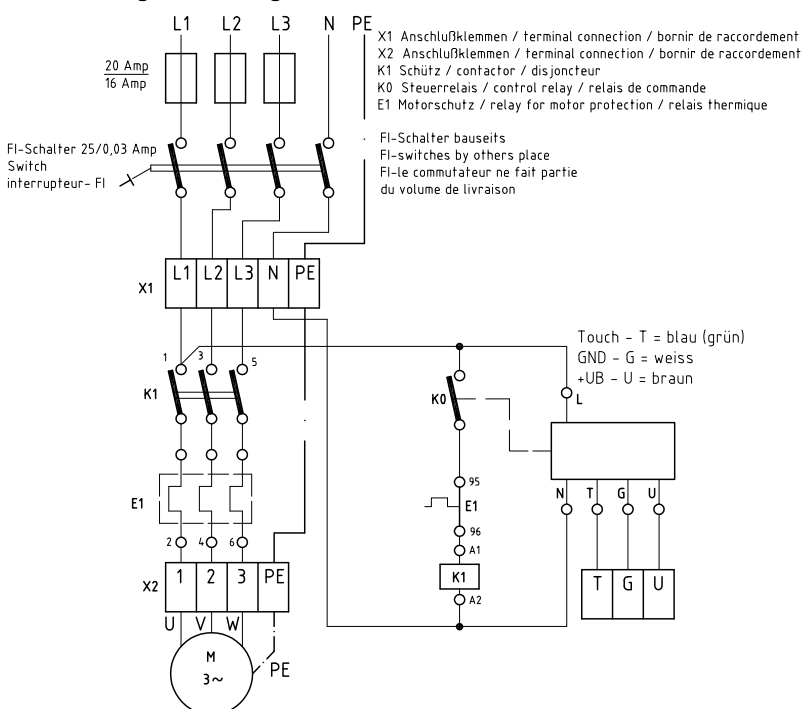 L1 L2 L3 N PE
X1 Anschlußklemmen / terminal connection / bornir de raccordement
X2 Anschlußklemmen / terminal connection / bornir de raccordement
K1 Schütz / contactor / disjoncteur
K0 Steuerrelais / control relay / relais de commande
E1 Motorschutz / relay for motor protection / relais thermique
20 Amp
16 Amp
FI-Schalter 25/0,03 Amp
Switch
interrupteur- FI
FI-Schalter bauseits
FI-switches by others place
FI-le commutateur ne fait partie
du volume de livraison
X1
L1 L2 L3 N PE
Touch - T = blau (grün)
GND - G = weiss
+UB - U = braun
1 3 5
K1
K0
L
E1
95
E1
96
N T G U
2 4 6
A1
X2
1 2 3 PE
K1
T G U
A2
U V W
M
3~
PE